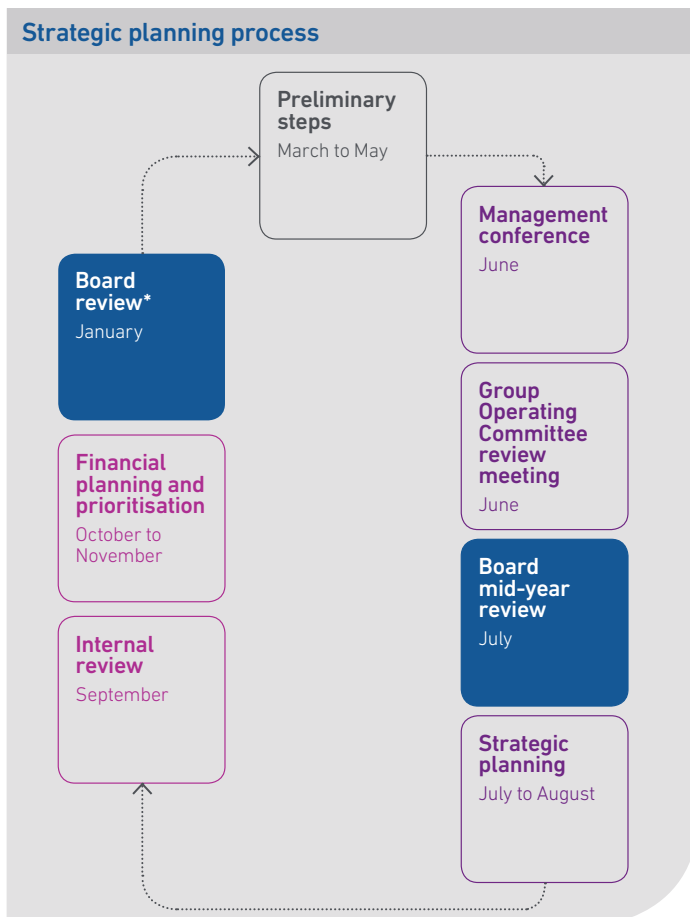 Strategic planning process
Preliminary
steps
March to May
Management
conference
June
Group
Operating
Committee
review
meeting
June
Board
mid-year
review
July
Strategic
planning
July to August
Internal
review
September
Financial
planning and
prioritisation
October to
November
Board
review*
January